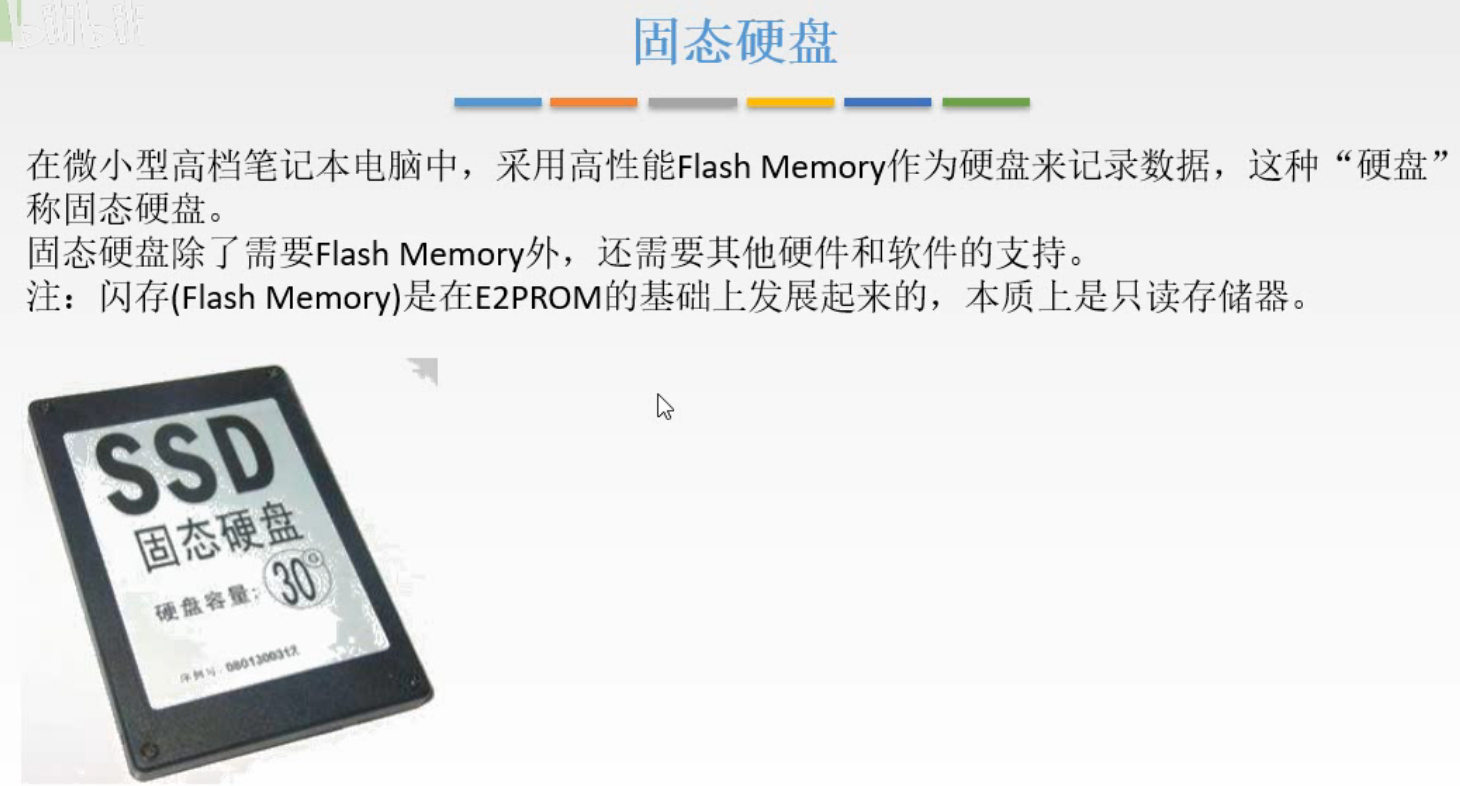 bilibili
固态硬盘
在微小型高档笔记本电脑中，采用高性能Flash Memory作为硬盘来记录数据，这种“硬盘”
称固态硬盘。
固态硬盘除了需要Flash Memory外，还需要其他硬件和软件的支持。
注：闪存(Flash Memory)是在E2PROM的基础上发展起来的，本质上是只读存储器。
SSD
固态硬盘
硬盘容量：30G